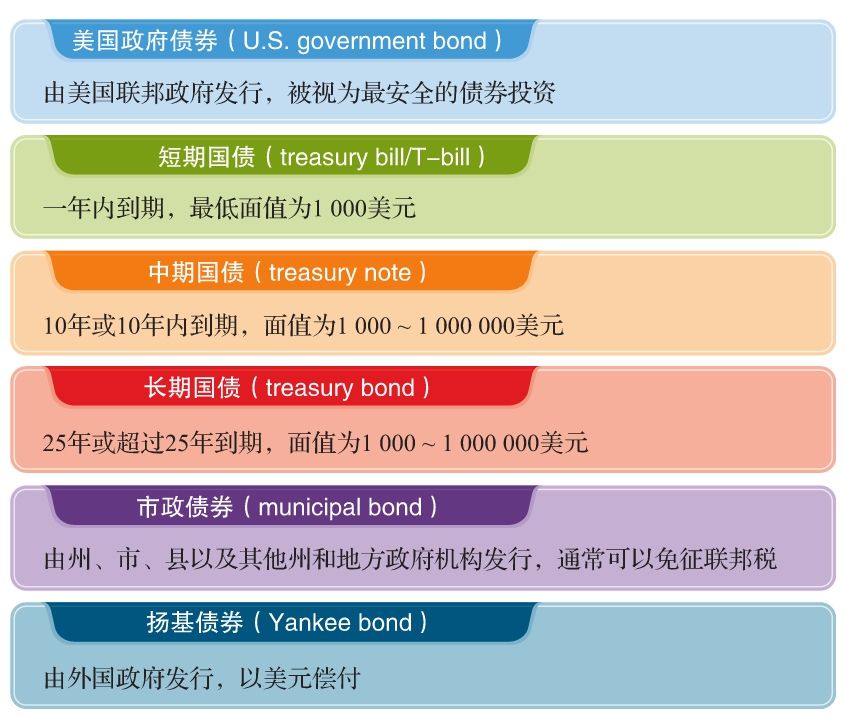 美国政府债券（U.S. government bond）
由美国联邦政府发行，被视为最安全的债券投资
短期国债（treasury bill/T-bill）
一年内到期，最低面值为1 000美元
中期国债（treasury note）
10年或10年内到期，面值为1 000 ~ 1 000 000美元
长期国债（treasury bond）
25年或超过25年到期，面值为1 000 ~ 1 000 000美元
市政债券（municipal bond）
由州、市、县以及其他州和地方政府机构发行，通常可以免征联邦税
扬基债券（Yankee bond）
由外国政府发行，以美元偿付